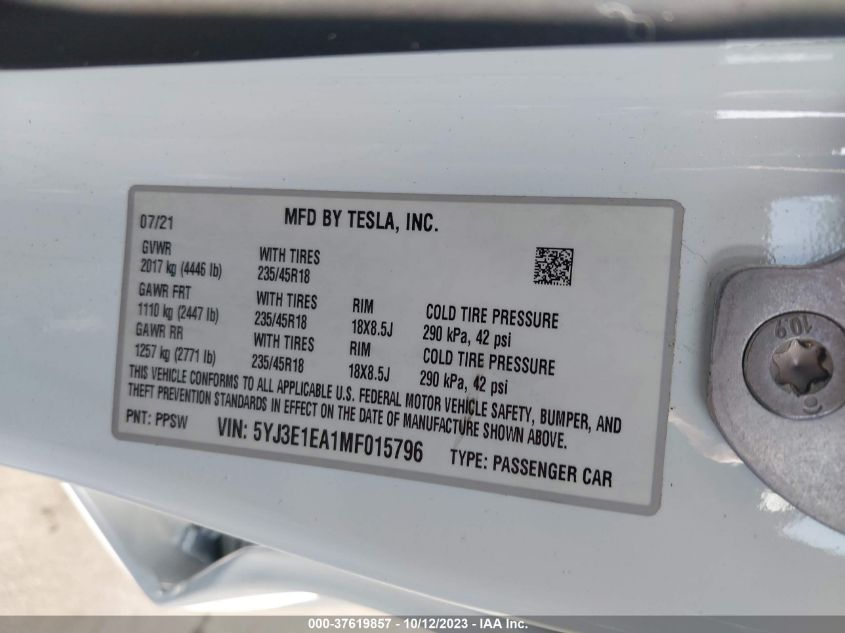 07/21 MFD BY TESLA, INC.
GVWR
2017 kg (4446 lb)
WITH TIRES
235/45R18
GAWR FRT
1110 kg (2447 lb)
WITH TIRES
235/45R18
RIM
18X8.5J
COLD TIRE PRESSURE
290 kPa, 42 psi
GAWR RR
1257 kg (2771 lb)
WITH TIRES
235/45R18
RIM
18X8.5J
COLD TIRE PRESSURE
290 kPa, 42 psi
THIS VEHICLE CONFORMS TO ALL APPLICABLE U.S. FEDERAL MOTOR VEHICLE SAFETY, BUMPER, AND
THEFT PREVENTION STANDARDS IN EFFECT ON THE DATE OF MANUFACTURE SHOWN ABOVE.
PNT: PPSW VIN: 5YJ3E1EA1MF015796 TYPE: PASSENGER CAR
10.9
000-37619857 - 10/12/2023 - IAA Inc.